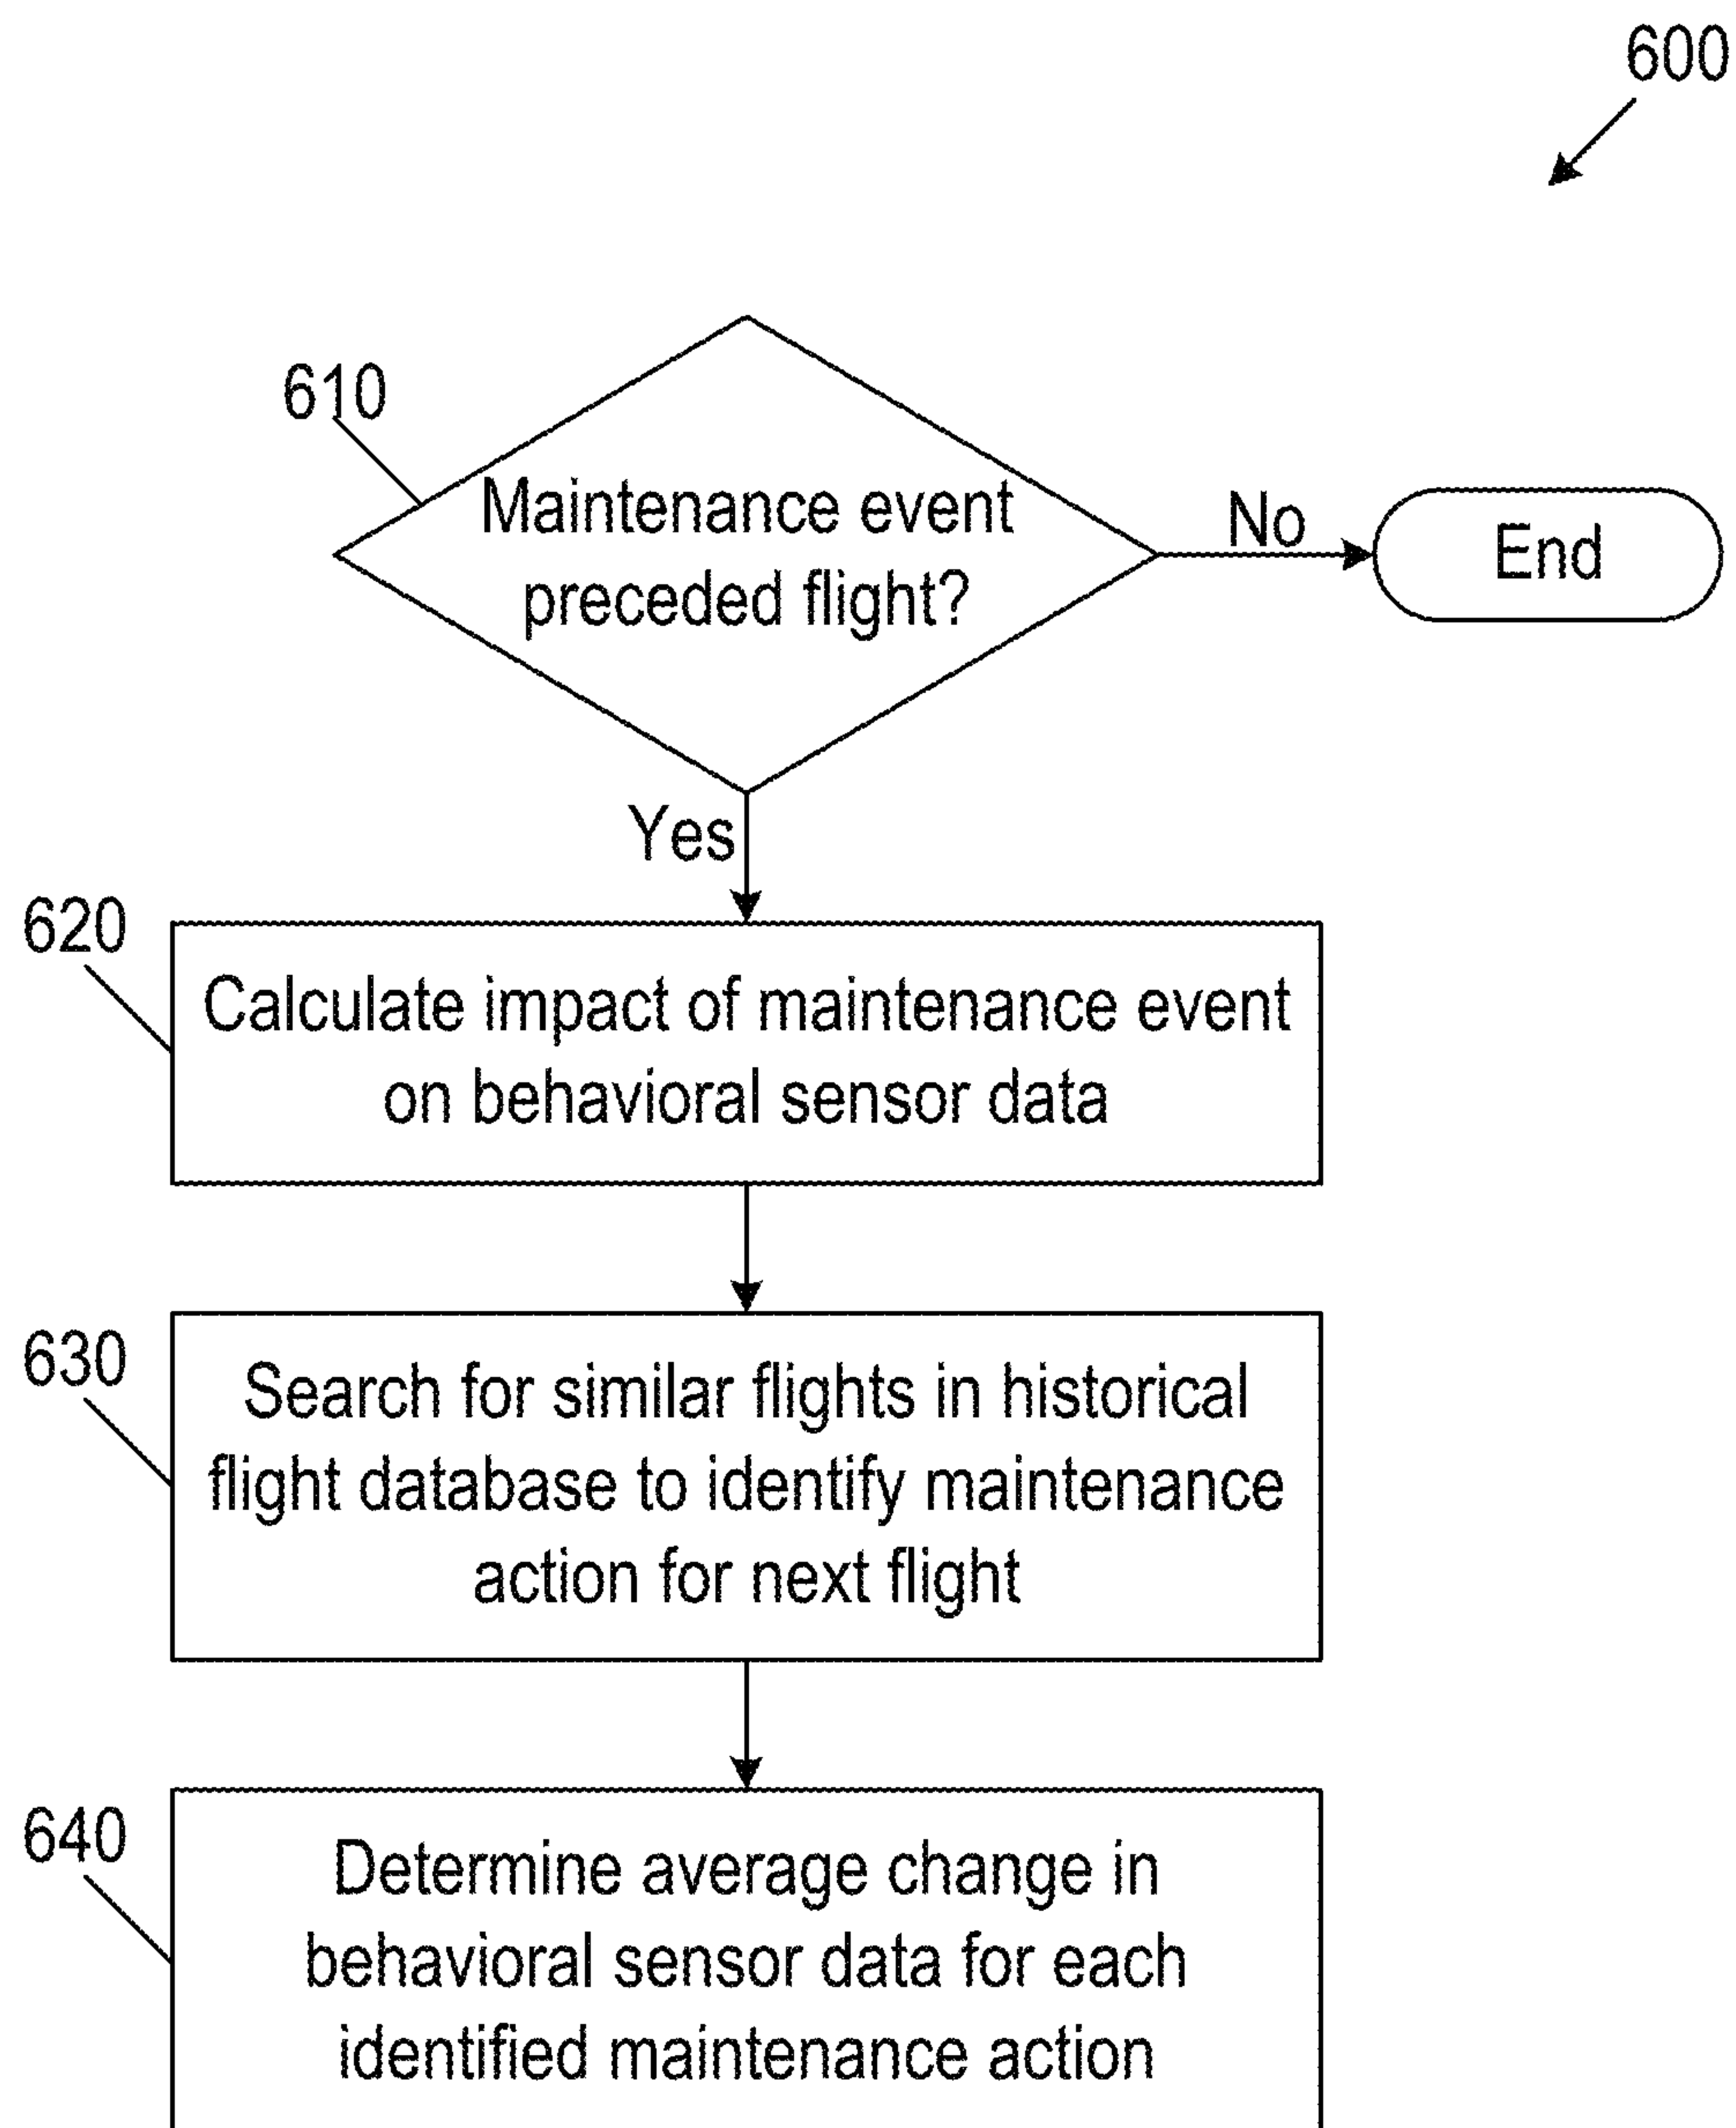 600
610
Maintenance event
preceded flight?
No
End
Yes
620
Calculate impact of maintenance event
on behavioral sensor data
630
Search for similar flights in historical
flight database to identify maintenance
action for next flight
640
Determine average change in
behavioral sensor data for each
identified maintenance action